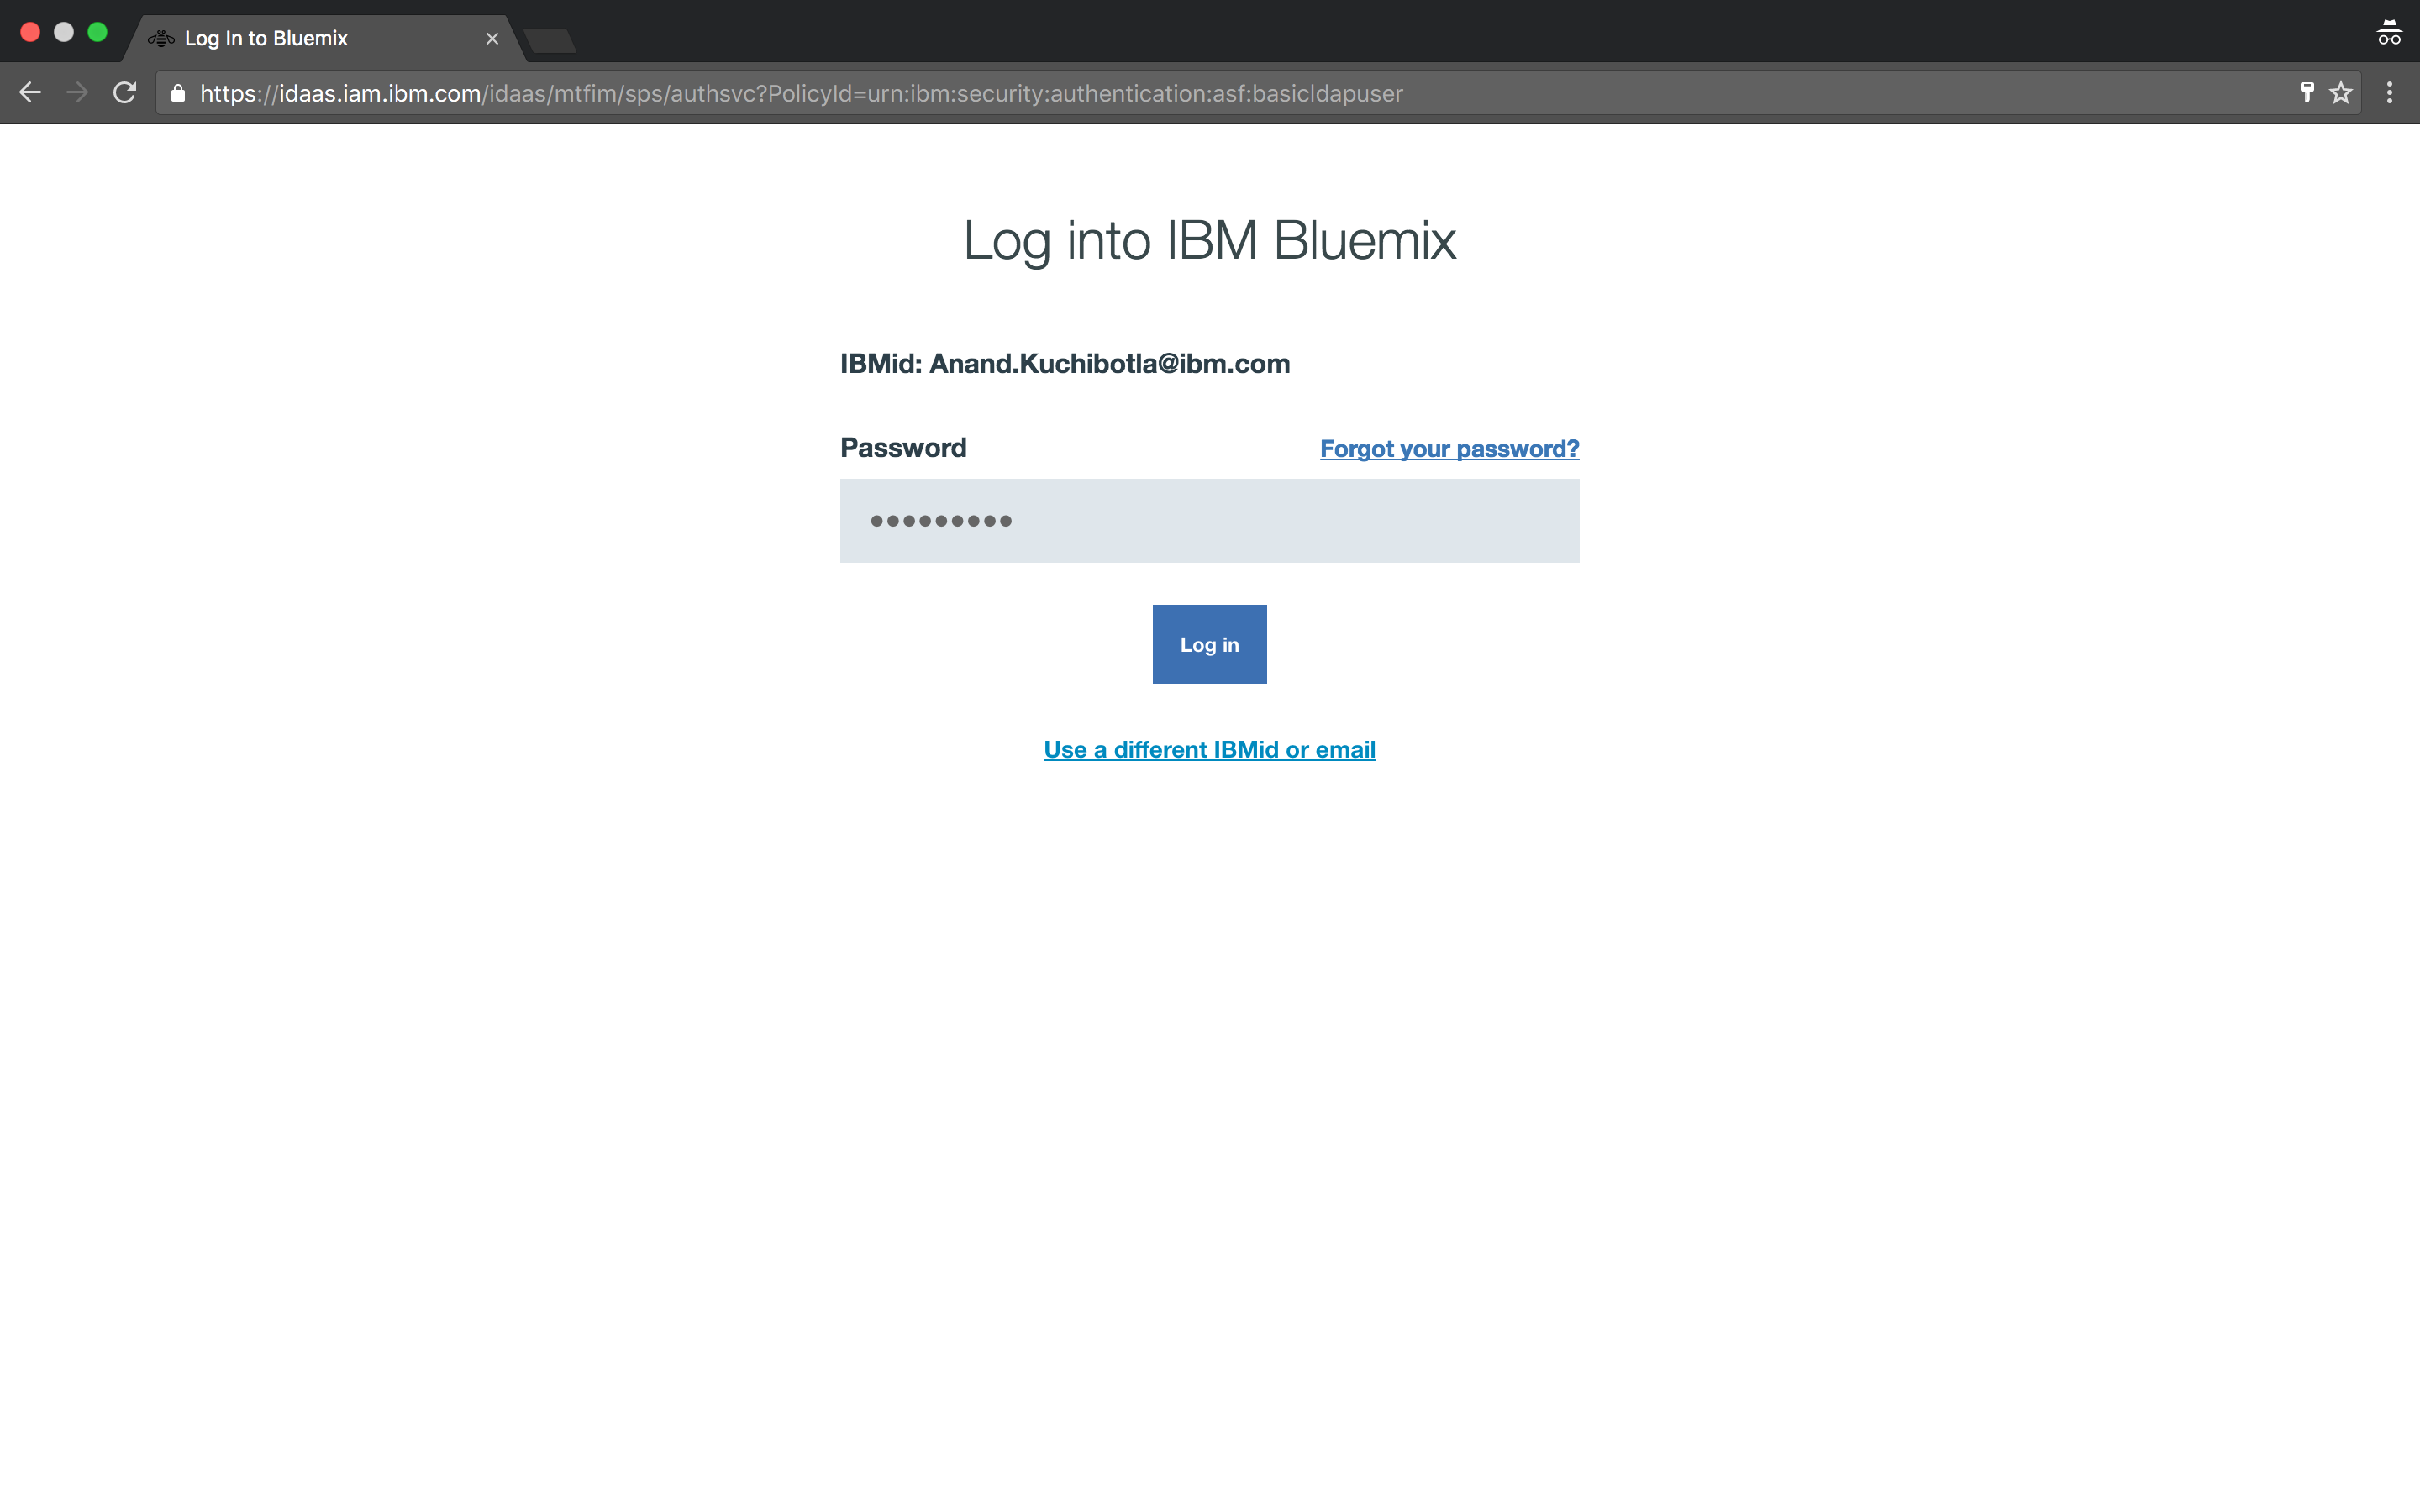 Log In to Bluemix
https://idaas.iam.ibm.com/idaas/mtfim/sps/authsvc?PolicyId=urn:ibm:security:authentication:asf:basicldapuser
Log into IBM Bluemix
IBMid: Anand.Kuchibotla@ibm.com
Password
Forgot your password?
•••••••••
Log in
Use a different IBMid or email